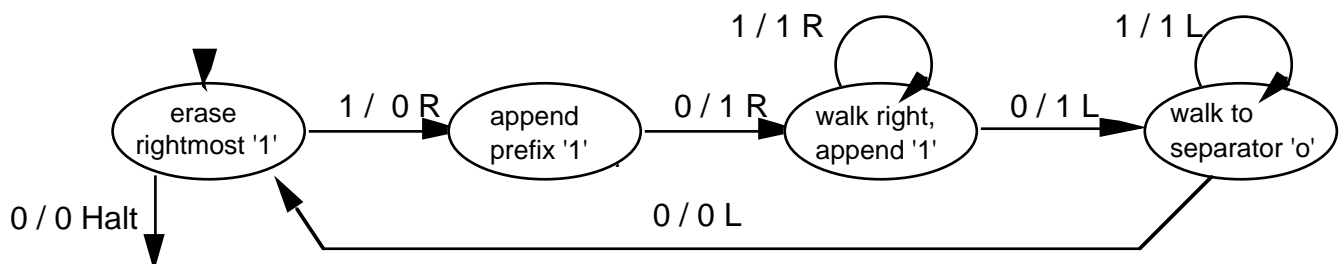 1 / 1 R
1 / 1 L
erase
rightmost '1'
1 / 0 R
append
prefix '1'
0 / 1 R
walk right,
append '1'
0 / 1 L
walk to
separator 'o'
0 / 0 Halt
0 / 0 L